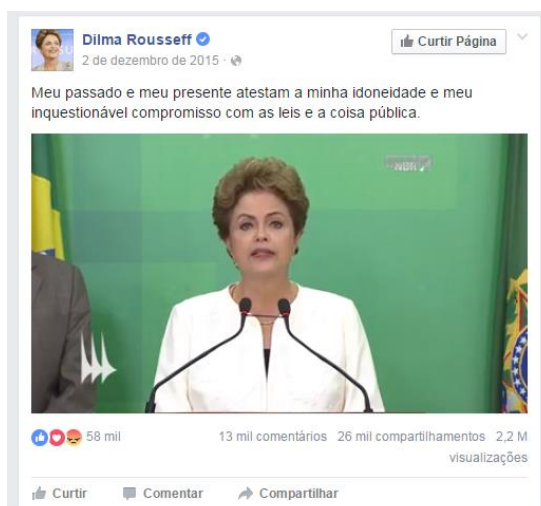 Dilma Rousseff
Curtir Página
2 de dezembro de 2015 ·
Meu passado e meu presente atestam a minha idoneidade e meu
inquestionável compromisso com as leis e a coisa pública.
NBR
58 mil
13 mil comentários 26 mil compartilhamentos 2,2 M
visualizações
Curtir Comentar Compartilhar